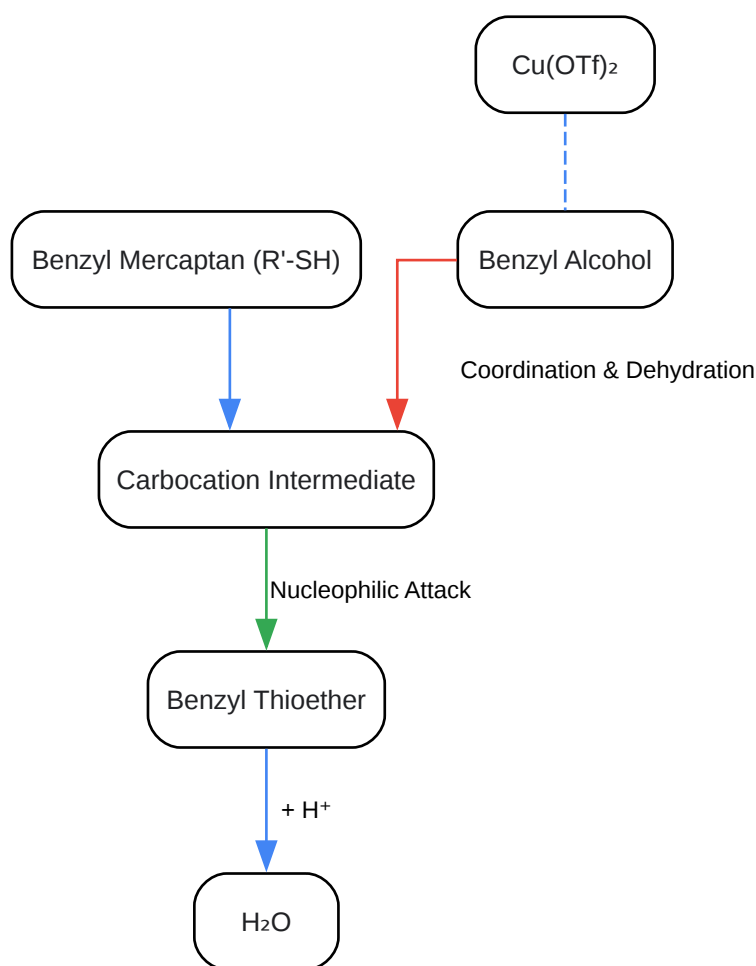 Cu(OTf)₂
Benzyl Mercaptan (R'-SH)
Benzyl Alcohol
Coordination & Dehydration
Carbocation Intermediate
Nucleophilic Attack
Benzyl Thioether
+ H⁺
H₂O